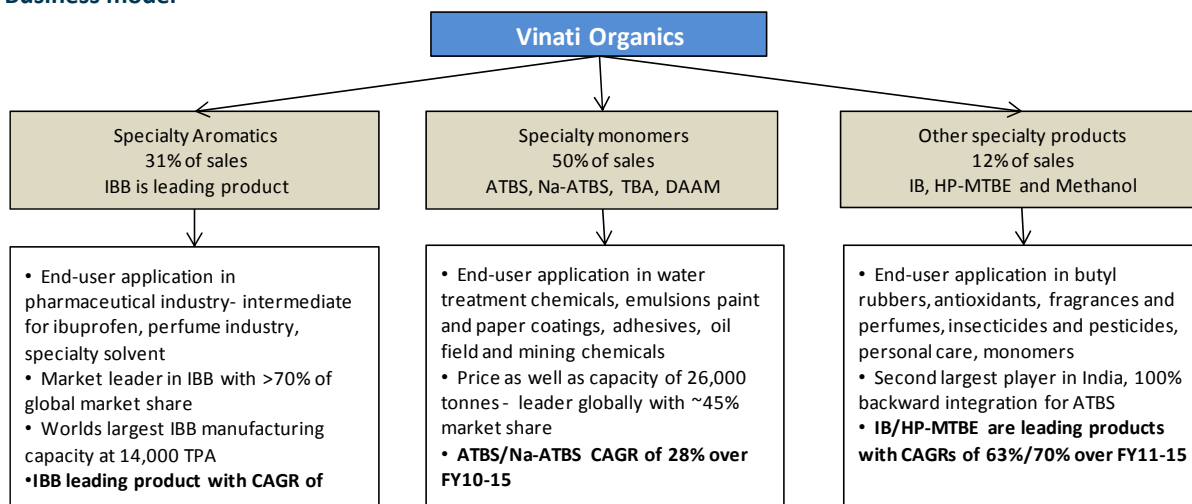 Business model
Vinati Organics
Specialty Aromatics
31% of sales
IBB is leading product
Specialty monomers
50% of sales
ATBS, Na-ATBS, TBA, DAAM
Other specialty products
12% of sales
IB, HP-MTBE and Methanol
• End-user application in
pharmaceutical industry- intermediate
for ibuprofen, perfume industry,
specialty solvent
• Market leader in IBB with >70% of
global market share
• Worlds largest IBB manufacturing
capacity at 14,000 TPA
•IBB leading product with CAGR of
• End-user application in water
treatment chemicals, emulsions paint
and paper coatings, adhesives, oil
field and mining chemicals
• Price as well as capacity of 26,000
tonnes - leader globally with ~45%
market share
• ATBS/Na-ATBS CAGR of 28% over
FY10-15
• End-user application in butyl
rubbers, antioxidants, fragrances and
perfumes, insecticides and pesticides,
personal care, monomers
• Second largest player in India, 100%
backward integration for ATBS
• IB/HP-MTBE are leading products
with CAGRs of 63%/70% over FY11-15